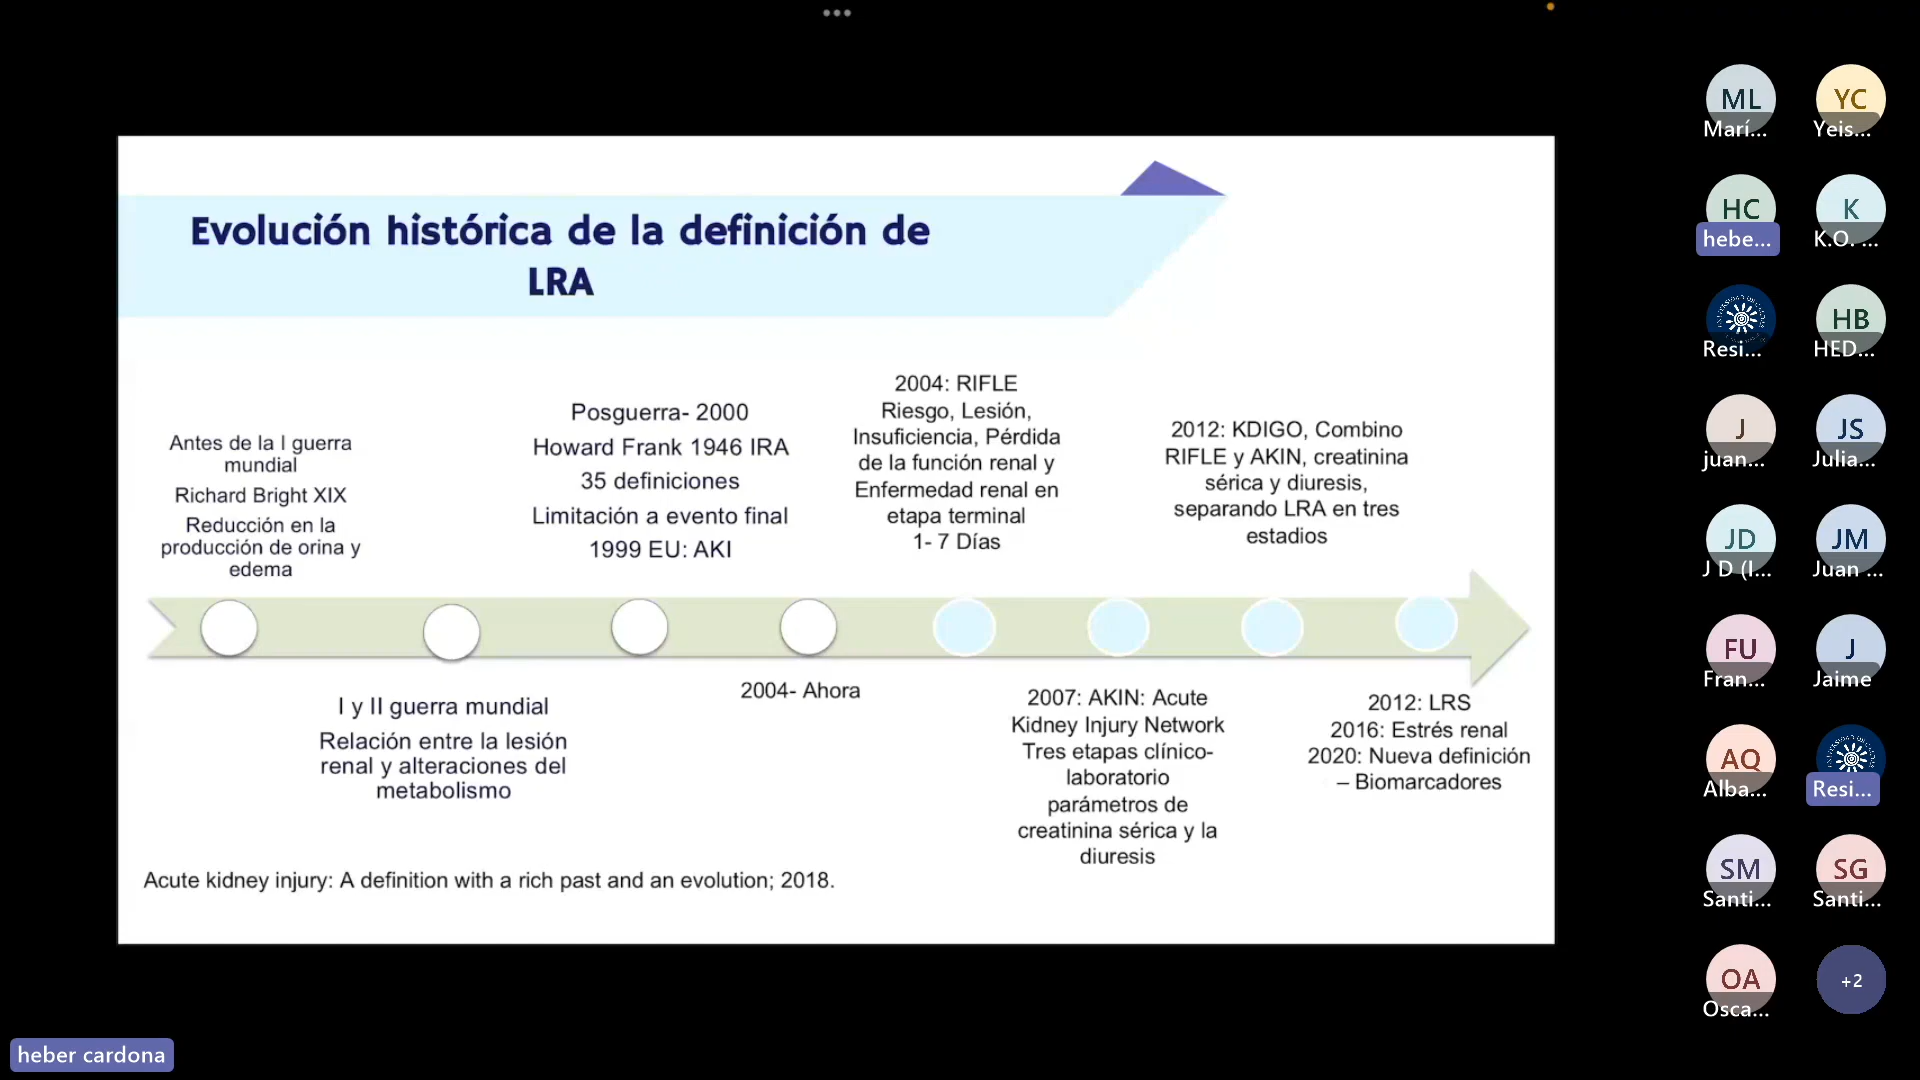 Evolución histórica de la definición de
LRA
Antes de la I guerra
mundial
Richard Bright XIX
Reducción en la
producción de orina y
edema
I y II guerra mundial
Relación entre la lesión
renal y alteraciones del
metabolismo
Posguerra- 2000
Howard Frank 1946 IRA
35 definiciones
Limitación a evento final
1999 EU: AKI
2004- Ahora
2004: RIFLE
Riesgo, Lesión,
Insuficiencia, Pérdida
de la función renal y
Enfermedad renal en
etapa terminal
1- 7 Días
2007: AKIN: Acute
Kidney Injury Network
Tres etapas clínico-
laboratorio
parámetros de
creatinina sérica y la
diuresis
2012: KDIGO, Combino
RIFLE y AKIN, creatinina
sérica y diuresis,
separando LRA en tres
estadios
2012: LRS
2016: Estrés renal
2020: Nueva definición
– Biomarcadores
Acute kidney injury: A definition with a rich past and an evolution; 2018.
ML
Marí...
YC
Yeis...
HC
hebe...
K
K.O. ...
Resi...
HB
HED...
J
juan...
JS
Julia...
JD
J D (I...
JM
Juan ...
FU
Fran...
J
Jaime
AQ
Alba...
Resi...
SM
Santi...
SG
Santi...
OA
Osca...
+2
heber cardona